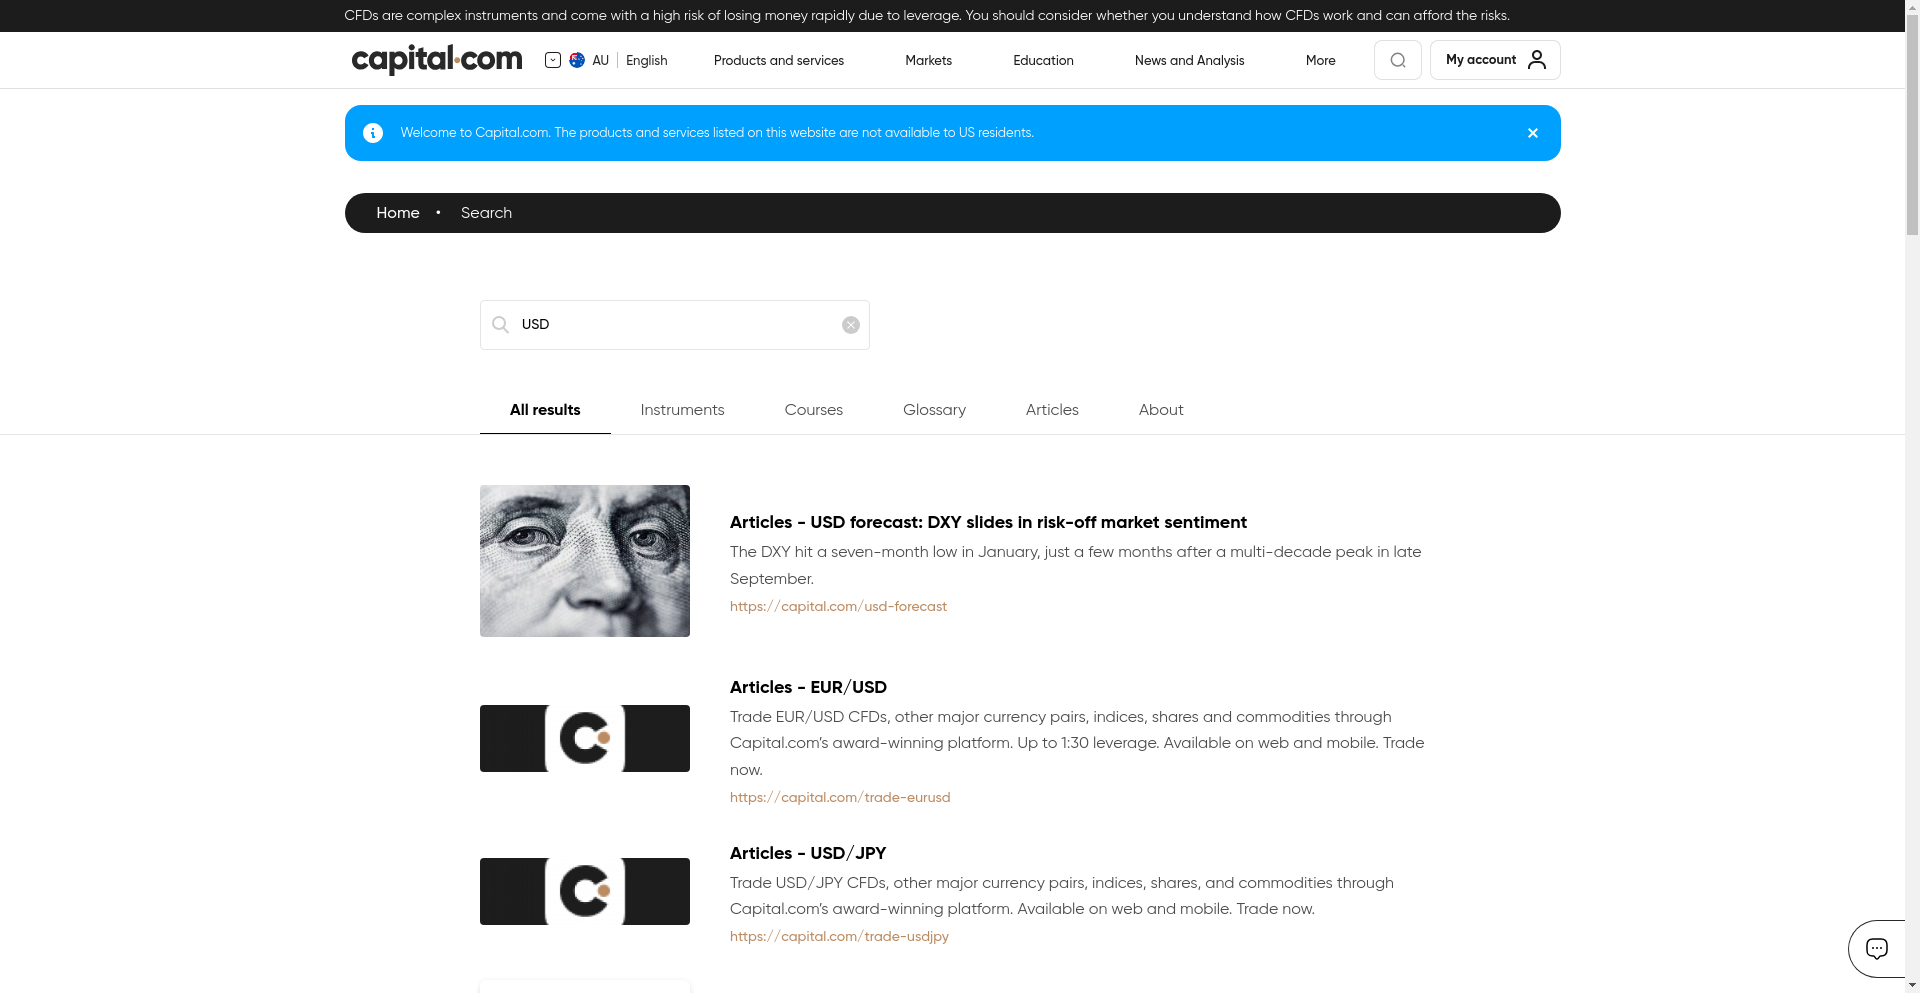 CFDs are complex instruments and come with a high risk of losing money rapidly due to leverage. You should consider whether you understand how CFDs work and can afford the risks.
capital.com
AU English
Products and services
Markets
Education
News and Analysis
More
My account
Welcome to Capital.com. The products and services listed on this website are not available to US residents.
Home • Search
USD
All results
Instruments
Courses
Glossary
Articles
About
Articles - USD forecast: DXY slides in risk-off market sentiment
The DXY hit a seven-month low in January, just a few months after a multi-decade peak in late
September.
https://capital.com/usd-forecast
Articles - EUR/USD
Trade EUR/USD CFDs, other major currency pairs, indices, shares and commodities through
Capital.com’s award-winning platform. Up to 1:30 leverage. Available on web and mobile. Trade
now.
https://capital.com/trade-eurusd
Articles - USD/JPY
Trade USD/JPY CFDs, other major currency pairs, indices, shares, and commodities through
Capital.com’s award-winning platform. Available on web and mobile. Trade now.
https://capital.com/trade-usdjpy